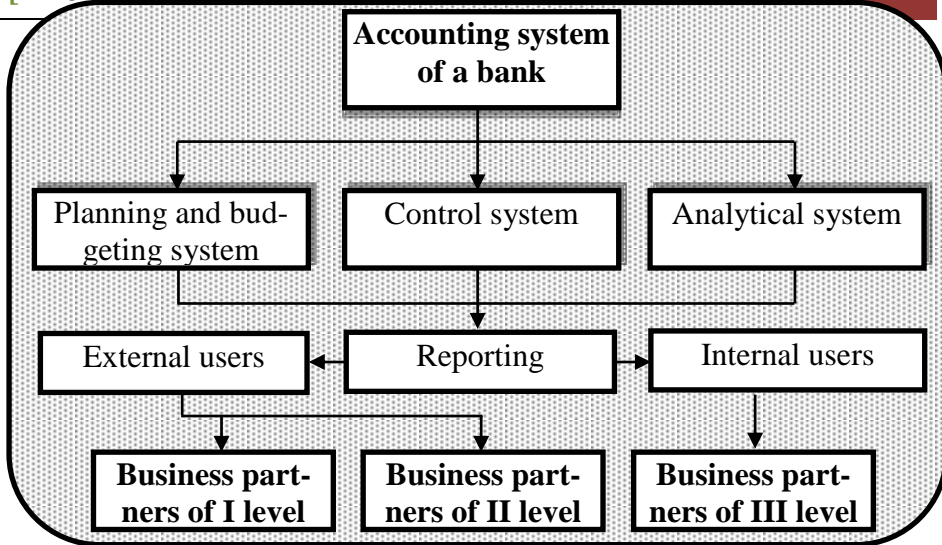 Accounting system
of a bank
Planning and bud-
geting system
Control system
Analytical system
External users
Reporting
Internal users
Business part-
ners of I level
Business part-
ners of II level
Business part-
ners of III level